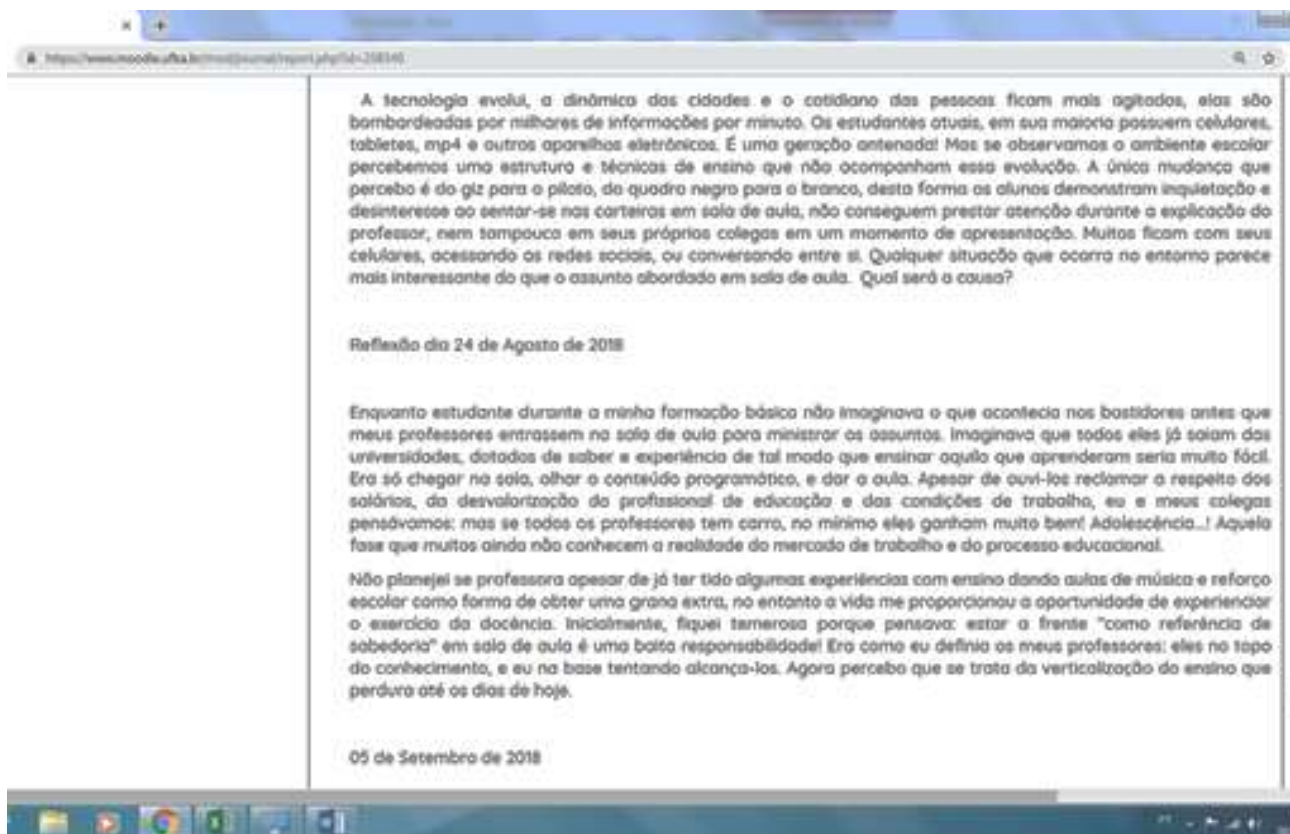 https://www.moodle.ufba.br/mod/journal/report.php?id=
A tecnologia evolui, a dinâmica das cidades e o cotidiano das pessoas ficam mais agitados, elas são
bombardeadas por milhares de informações por minuto. Os estudantes atuais, em sua maioria possuem celulares,
tabletes, mp4 e outros aparelhos eletrônicos. É uma geração antenada! Mas se observamos o ambiente escolar
percebemos uma estrutura e técnicas de ensino que não acompanham essa evolução. A única mudança que
percebo é do giz para o piloto, do quadro negro para o branco, desta forma os alunos demonstram inquietação e
desinteresse ao sentar-se nas carteiras em sala de aula, não conseguem prestar atenção durante a explicação do
professor, nem tampouco em seus próprios colegas em um momento de apresentação. Muitos ficam com seus
celulares, acessando as redes sociais, ou conversando entre si. Qualquer situação que ocorra no entorno parece
mais interessante do que o assunto abordado em sala de aula. Qual será a causa?
Reflexão dia 24 de Agosto de 2018
Enquanto estudante durante a minha formação básica não imaginava o que acontecia nos bastidores antes que
meus professores entrassem na sala de aula para ministrar os assuntos. Imaginava que todos eles já saiam das
universidades, dotados de saber e experiência de tal modo que ensinar aquilo que aprenderam seria muito fácil.
Era só chegar na sala, olhar o conteúdo programático, e dar a aula. Apesar de ouvi-los reclamar a respeito dos
salários, da desvalorização do profissional de educação e das condições de trabalho, eu e meus colegas
pensávamos: mas se todos os professores tem carro, no mínimo eles ganham muito bem! Adolescência...! Aquela
fase que muitos ainda não conhecem a realidade do mercado de trabalho e do processo educacional.
Não planejei se professora apesar de já ter tido algumas experiências com ensino dando aulas de música e reforço
escolar como forma de obter uma grana extra, no entanto a vida me proporcionou a oportunidade de experienciar
o exercício da docência. Inicialmente, fiquei temerosa porque pensava: estar a frente "como referência de
sabedoria" em sala de aula é uma baita responsabilidade! Era como eu definia os meus professores: eles no topo
do conhecimento, e eu na base tentando alcança-los. Agora percebo que se trata da verticalização do ensino que
perdura até os dias de hoje.
05 de Setembro de 2018
PT